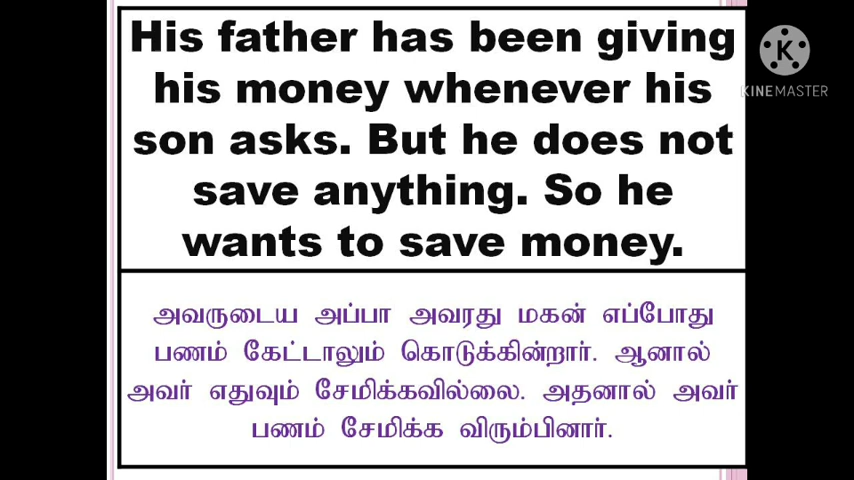 His father has been giving
his money whenever his
son asks. But he does not
save anything. So he
wants to save money.
அவருடைய அப்பா அவரது மகன் எப்போது
பணம் கேட்டாலும் கொடுக்கின்றார். ஆனால்
அவர் எதுவும் சேமிக்கவில்லை. அதனால் அவர்
பணம் சேமிக்க விரும்பினார்.
K
KINEMASTER